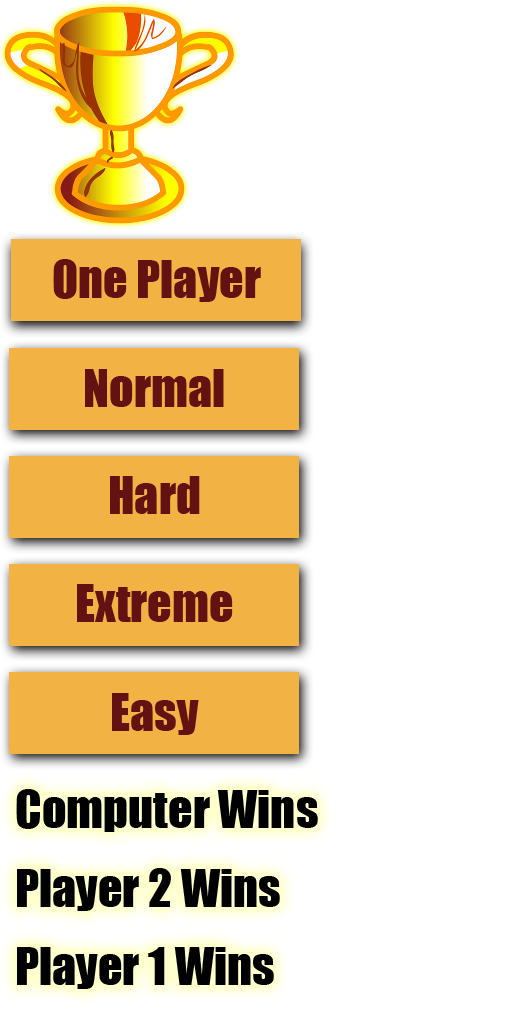 One Player
Normal
Hard
Extreme
Easy
Computer Wins
Player 2 Wins
Player 1 Wins